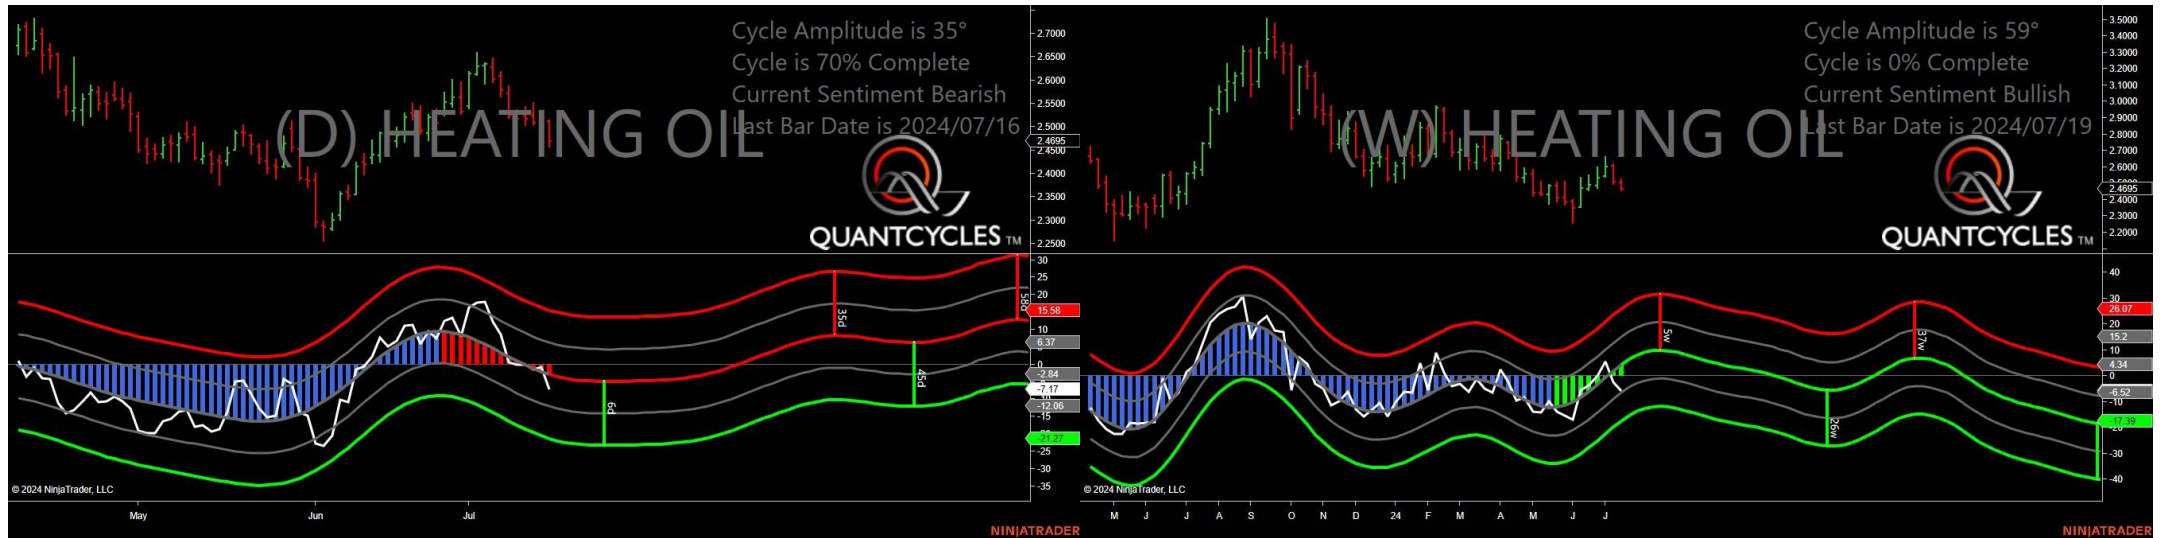 Cycle Amplitude is 35°
Cycle is 70% Complete
Current Sentiment Bearish
Last Bar Date is 2024/07/16
(D) HEATING OIL
QUANTCYCLES TM
2.7000
2.6000
2.5500
2.5000
2.4695
2.4500
2.4000
2.3500
2.3000
2.2500
30
25
20
15.58
10
6.37
0
-2.84
-7.17
-12.06
-15
-21.27
-25
-30
-35
35d
58d
45d
6d
© 2024 NinjaTrader, LLC
May Jun Jul
NINJATRADER
Cycle Amplitude is 59°
Cycle is 0% Complete
Current Sentiment Bullish
Last Bar Date is 2024/07/19
(W) HEATING OIL
QUANTCYCLES TM
3.5000
3.4000
3.3000
3.2000
3.1000
3.0000
2.9000
2.8000
2.7000
2.6000
2.4695
2.4000
2.3000
2.2000
40
30
26.07
20
15.2
10
4.34
0
-6.52
-10
-17.39
-30
-40
5w
37w
26w
© 2024 NinjaTrader, LLC
M J J A S O N D 24 F M A M J J
NINJATRADER